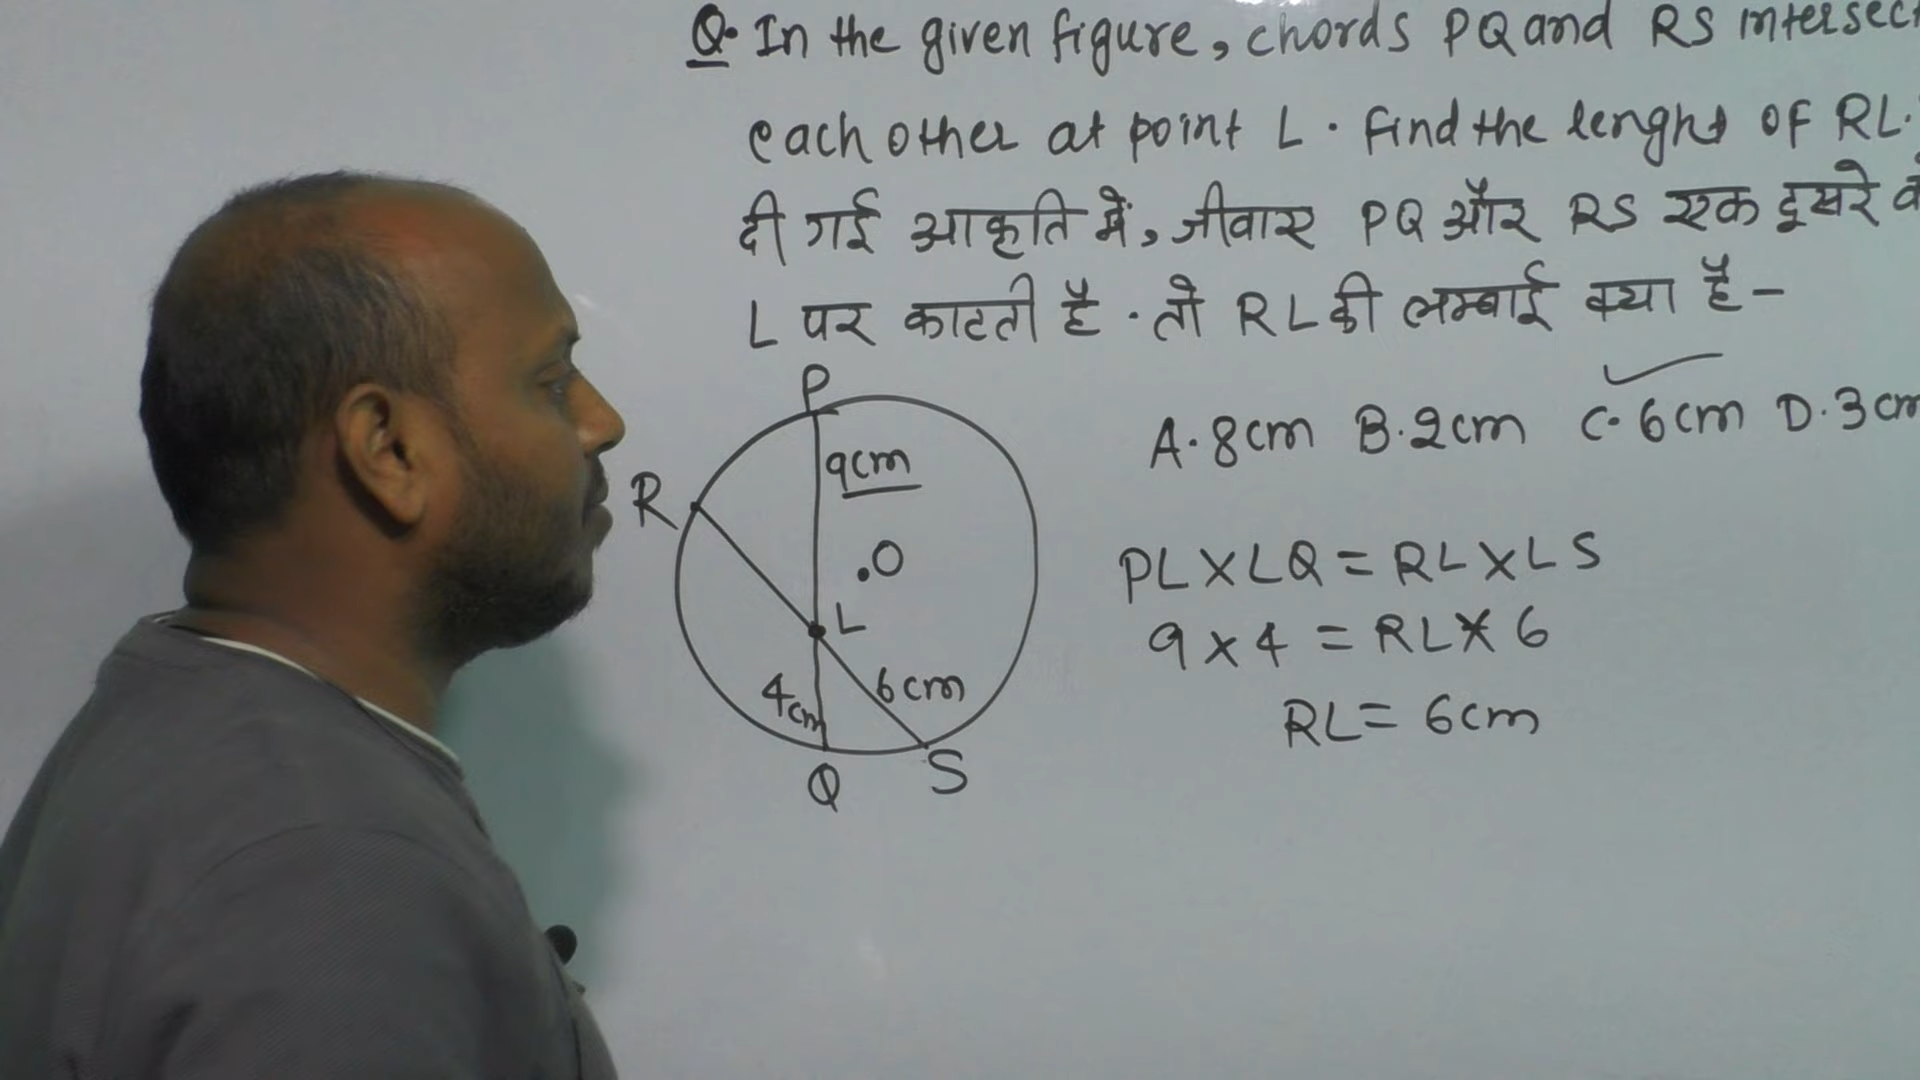 Q. In the given figure, chords PQ and RS intersect
each other at point L. find the lenght of RL.
दी गई आकृति में, जीवाए PQ और RS एक दूसरे
L पर काटती है. तो RL की लम्बाई क्या है -
A. 8cm B. 2cm C. 6cm D. 3cm
P
9cm
R
.O
L
4cm
6cm
Q
S
PL×LQ = RL×LS
9×4 = RL×6
RL = 6cm